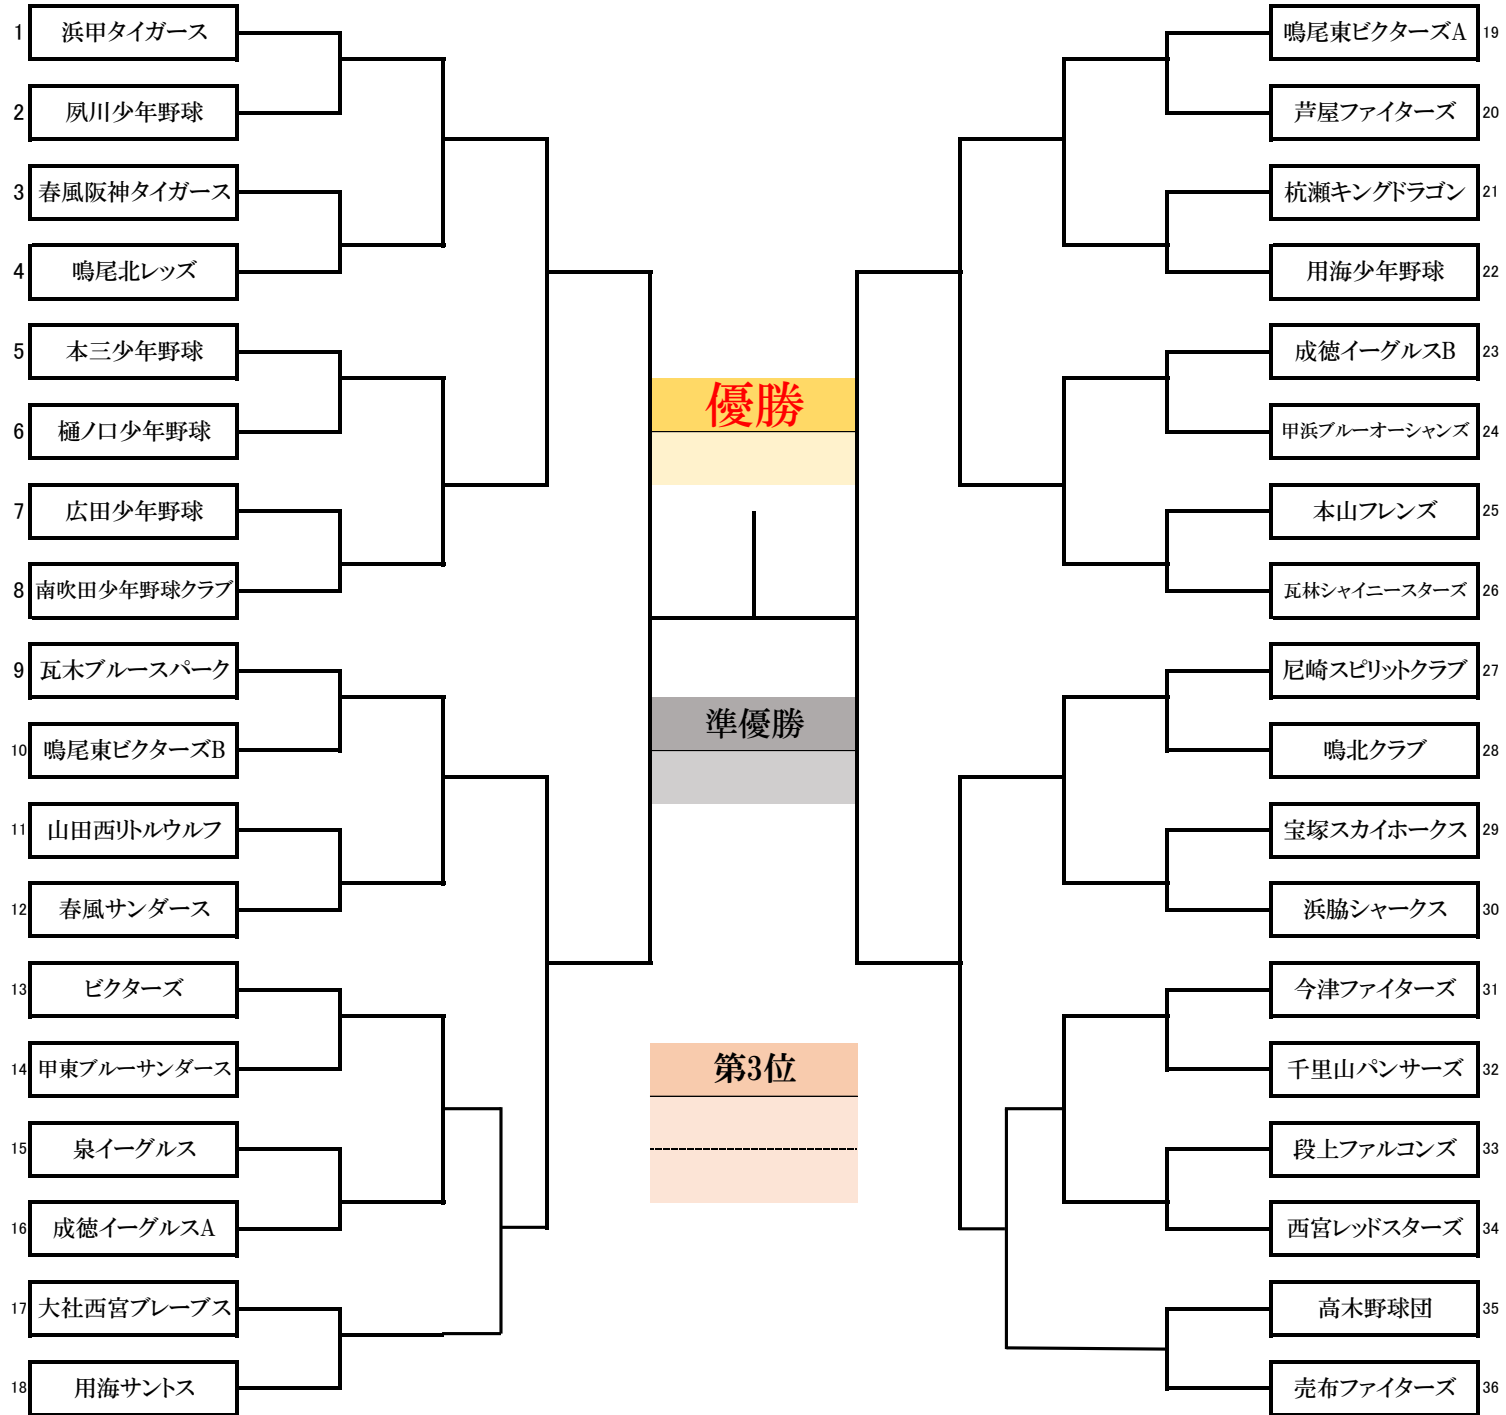 1 浜甲タイガース
2 夙川少年野球
3 春風阪神タイガース
4 鳴尾北レッズ
5 本三少年野球
6 樋ノ口少年野球
7 広田少年野球
8 南吹田少年野球クラブ
9 瓦木ブルースパーク
10 鳴尾東ビクターズB
11 山田西リトルウルフ
12 春風サンダース
13 ビクターズ
14 甲東ブルーサンダース
15 泉イーグルス
16 成徳イーグルスA
17 大社西宮ブレーブス
18 用海サントス
優勝
準優勝
第3位
鳴尾東ビクターズA 19
芦屋ファイターズ 20
杭瀬キングドラゴン 21
用海少年野球 22
成徳イーグルスB 23
甲浜ブルーオーシャンズ 24
本山フレンズ 25
瓦林シャイニースターズ 26
尼崎スピリットクラブ 27
鳴北クラブ 28
宝塚スカイホークス 29
浜脇シャークス 30
今津ファイターズ 31
千里山パンサーズ 32
段上ファルコンズ 33
西宮レッドスターズ 34
高木野球団 35
売布ファイターズ 36